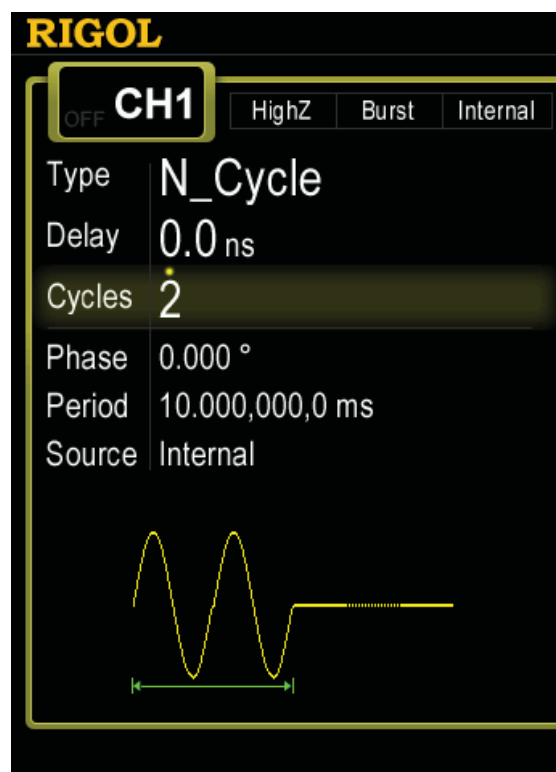 RIGOL
OFF CH1 HighZ Burst Internal
Type N_Cycle
Delay 0.0 ns
Cycles 2
Phase 0.000 °
Period 10.000,000,0 ms
Source Internal